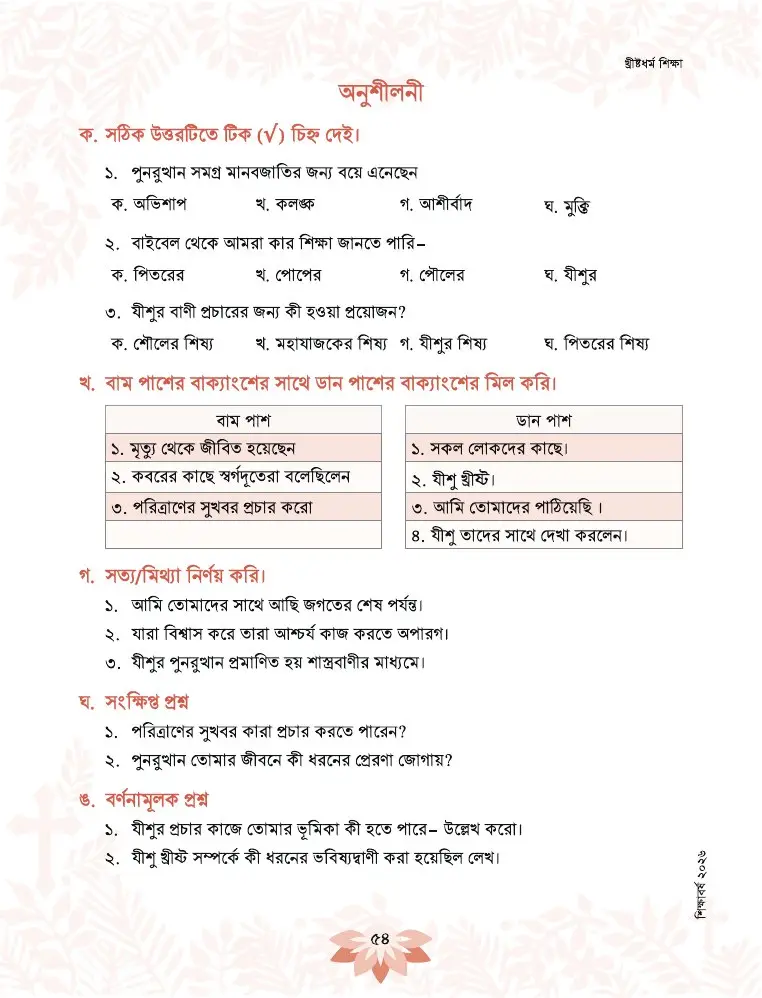 খ্রীষ্টধর্ম শিক্ষা
অনুশীলনী
ক. সঠিক উত্তরটিতে টিক (√) চিহ্ন দেই।
১. পুনরুত্থান সমগ্র মানবজাতির জন্য বয়ে এনেছেন
ক. অভিশাপ খ. কলঙ্ক গ. আশীর্বাদ ঘ. মুক্তি
২. বাইবেল থেকে আমরা কার শিক্ষা জানতে পারি–
ক. পিতরের খ. পোপের গ. পৌলের ঘ. যীশুর
৩. যীশুর বাণী প্রচারের জন্য কী হওয়া প্রয়োজন?
ক. শৌলের শিষ্য খ. মহাযাজকের শিষ্য গ. যীশুর শিষ্য ঘ. পিতরের শিষ্য
খ. বাম পাশের বাক্যাংশের সাথে ডান পাশের বাক্যাংশের মিল করি।
বাম পাশ
১. মৃত্যু থেকে জীবিত হয়েছেন
২. কবরের কাছে স্বর্গদূতেরা বলেছিলেন
৩. পরিত্রাণের সুখবর প্রচার করো
ডান পাশ
১. সকল লোকদের কাছে।
২. যীশু খ্রীষ্ট।
৩. আমি তোমাদের পাঠিয়েছি।
৪. যীশু তাদের সাথে দেখা করলেন।
গ. সত্য/মিথ্যা নির্ণয় করি।
১. আমি তোমাদের সাথে আছি জগতের শেষ পর্যন্ত।
২. যারা বিশ্বাস করে তারা আশ্চর্য কাজ করতে অপারগ।
৩. যীশুর পুনরুত্থান প্রমাণিত হয় শাস্ত্রবাণীর মাধ্যমে।
ঘ. সংক্ষিপ্ত প্রশ্ন
১. পরিত্রাণের সুখবর কারা প্রচার করতে পারেন?
২. পুনরুত্থান তোমার জীবনে কী ধরনের প্রেরণা জোগায়?
ঙ. বর্ণনামূলক প্রশ্ন
১. যীশুর প্রচার কাজে তোমার ভূমিকা কী হতে পারে– উল্লেখ করো।
২. যীশু খ্রীষ্ট সম্পর্কে কী ধরনের ভবিষ্যদ্বাণী করা হয়েছিল লেখ।
শিক্ষাবর্ষ ২০২৬
৫৪